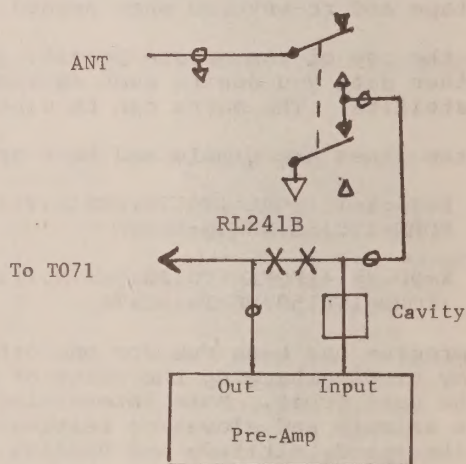 ANT
RL241B
To T071
Cavity
Out Input
Pre-Amp